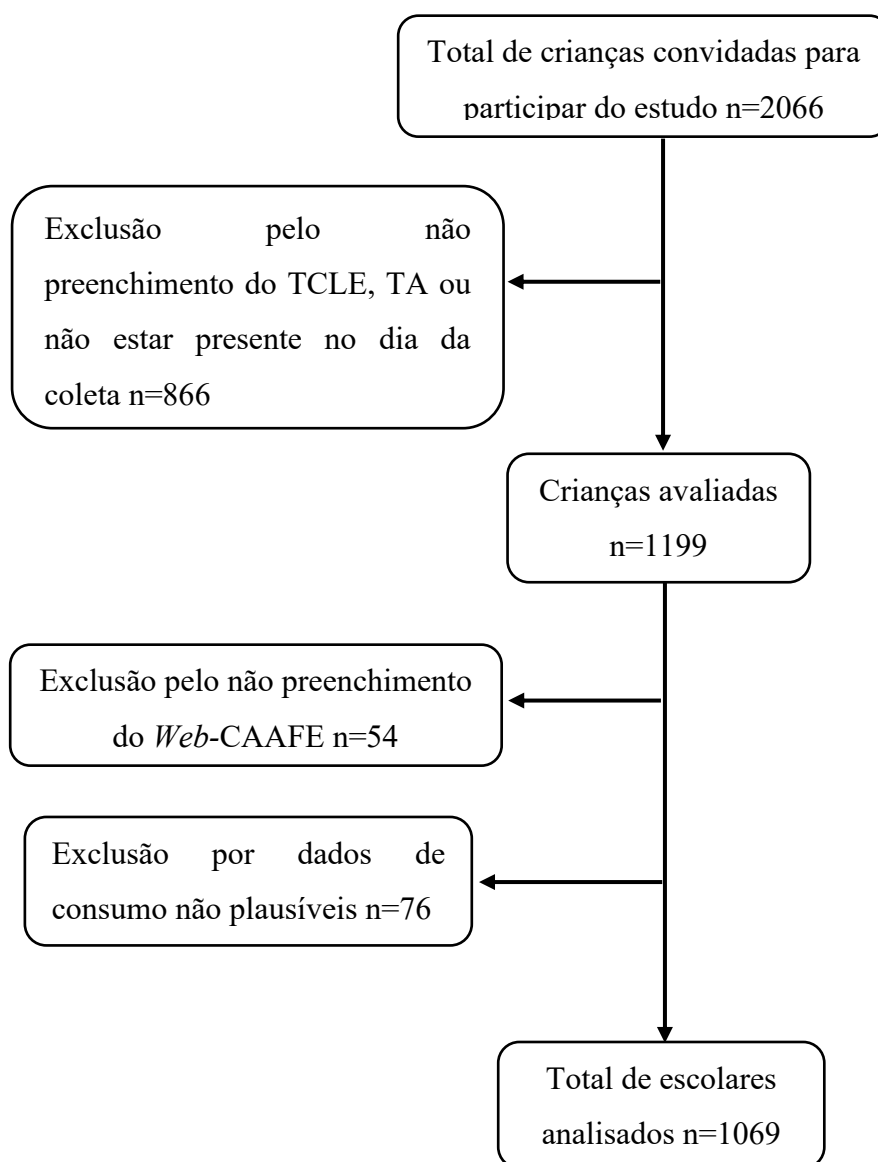 Total de crianças convidadas para
participar do estudo n=2066
Exclusão pelo não
preenchimento do TCLE, TA ou
não estar presente no dia da
coleta n=866
Crianças avaliadas
n=1199
Exclusão pelo não preenchimento
do Web-CAAFE n=54
Exclusão por dados de
consumo não plausíveis n=76
Total de escolares
analisados n=1069